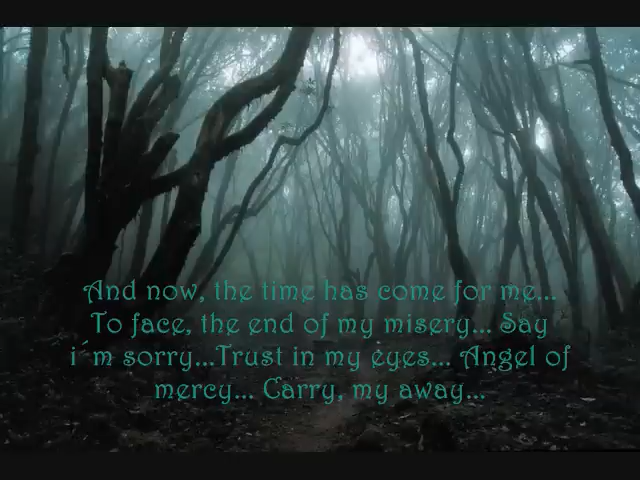 And now, the time has come for me...
To face, the end of my misery... Say
i´m sorry...Trust in my eyes... Angel of
mercy... Carry, my away...